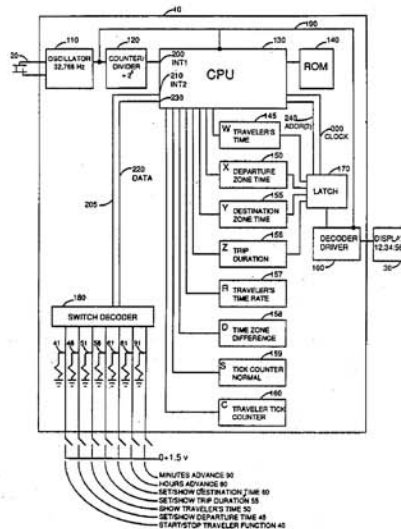 10
20
110
OSCILLATOR
32,768 Hz
120
COUNTER/
DIVIDER
200
INT1
210
INT2
230
130
CPU
190
140
ROM
240
ADDR(3)
300
CLOCK
220
DATA
205
W
145
TRAVELER'S
TIME
X
150
DEPARTURE
ZONE TIME
Y
155
DESTINATION
ZONE TIME
Z
156
TRIP
DURATION
R
157
TRAVELER'S
TIME RATE
D
158
TIME ZONE
DIFFERENCE
S
159
TICK COUNTER
NORMAL
C
160
TRAVELER TICK
COUNTER
170
LATCH
DECODER
DRIVER
DISPLAY
30
180
SWITCH DECODER
0+1.5 v
MINUTES ADVANCE 90
HOURS ADVANCE 80
SET/SHOW DESTINATION TIME 60
SET/SHOW TRIP DURATION 55
SHOW TRAVELER'S TIME 50
SET/SHOW DEPARTURE TIME 45
START/STOP TRAVELER FUNCTION 40